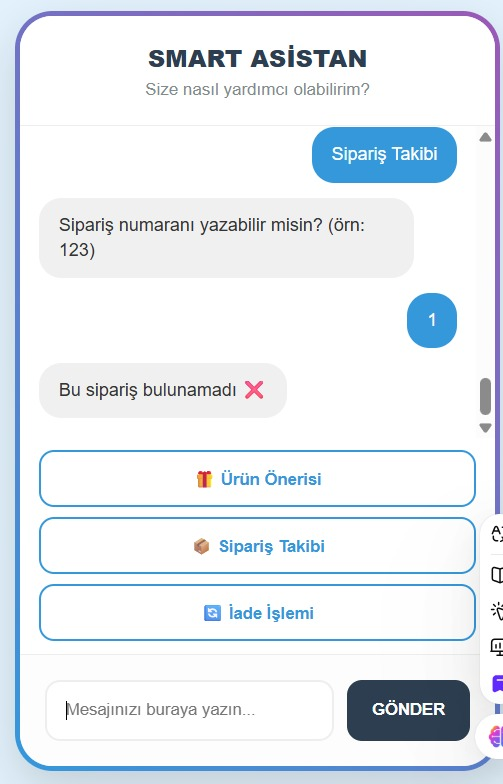 SMART ASİSTAN
Size nasıl yardımcı olabilirim?
Sipariş Takibi
Sipariş numaranı yazabilir misin? (örn:
123)
1
Bu sipariş bulunamadı ❌
🎁 Ürün Önerisi
📦 Sipariş Takibi
🔄 İade İşlemi
Mesajınızı buraya yazın...
GÖNDER